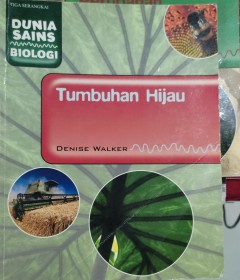 TIGA SERANGKAI
DUNIA
SAINS
BIOLOGI
Tumbuhan Hijau
DENISE WALKER